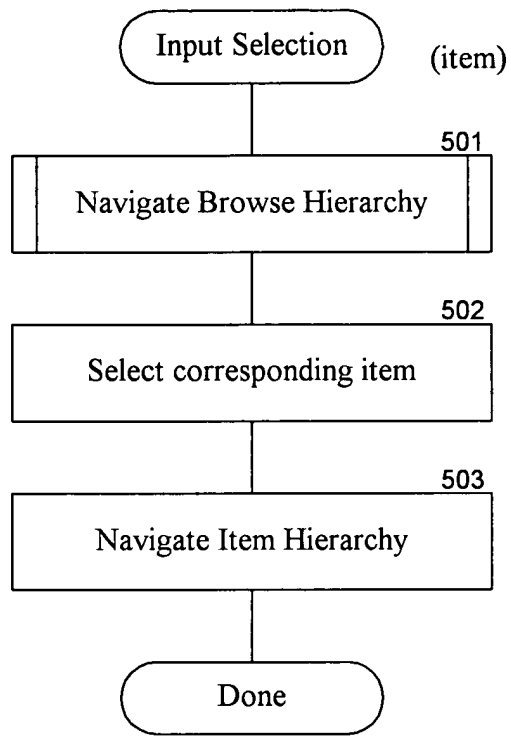 Input Selection
(item)
501
Navigate Browse Hierarchy
502
Select corresponding item
503
Navigate Item Hierarchy
Done